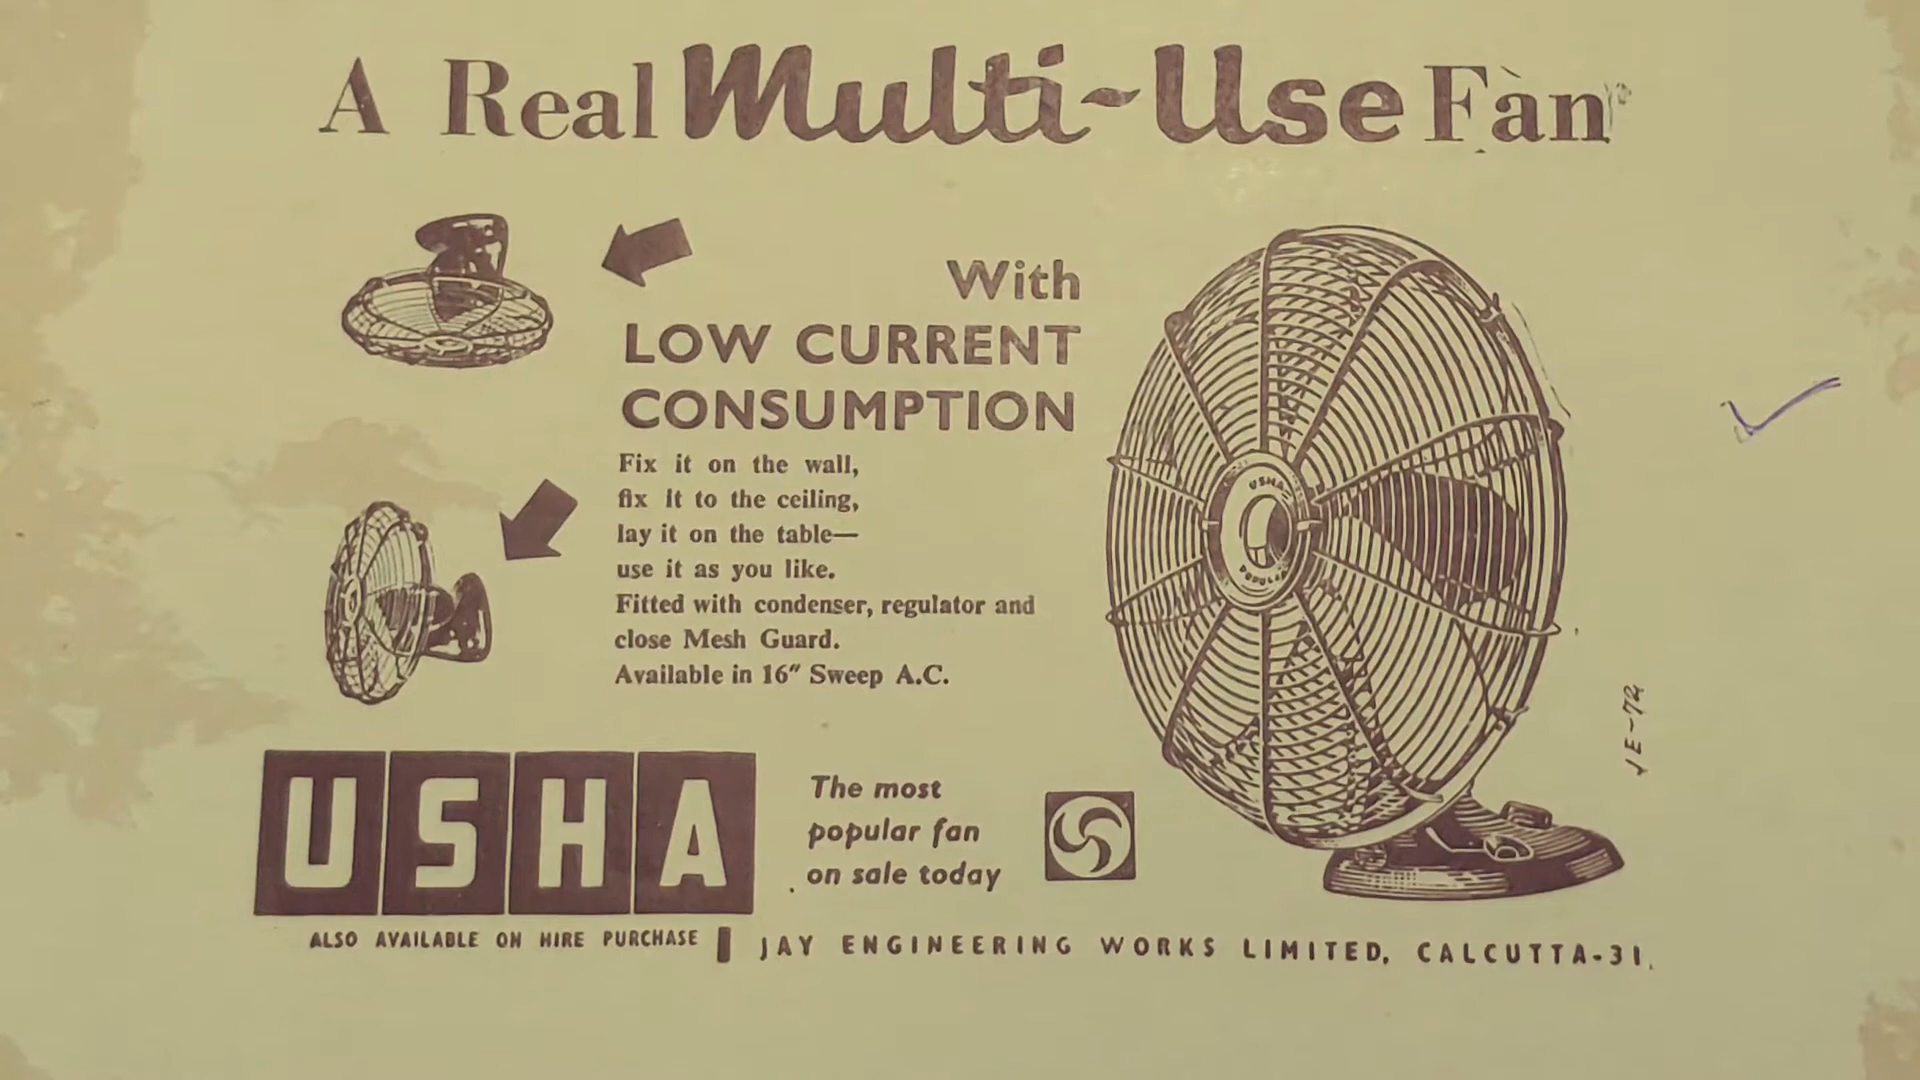 A Real Multi-Use Fan
With
LOW CURRENT
CONSUMPTION
Fix it on the wall,
fix it to the ceiling,
lay it on the table—
use it as you like.
Fitted with condenser, regulator and
close Mesh Guard.
Available in 16" Sweep A.C.
USHA
POPULAR
JE-72
USHA
The most
popular fan
on sale today
ALSO AVAILABLE ON HIRE PURCHASE
JAY ENGINEERING WORKS LIMITED, CALCUTTA-31.